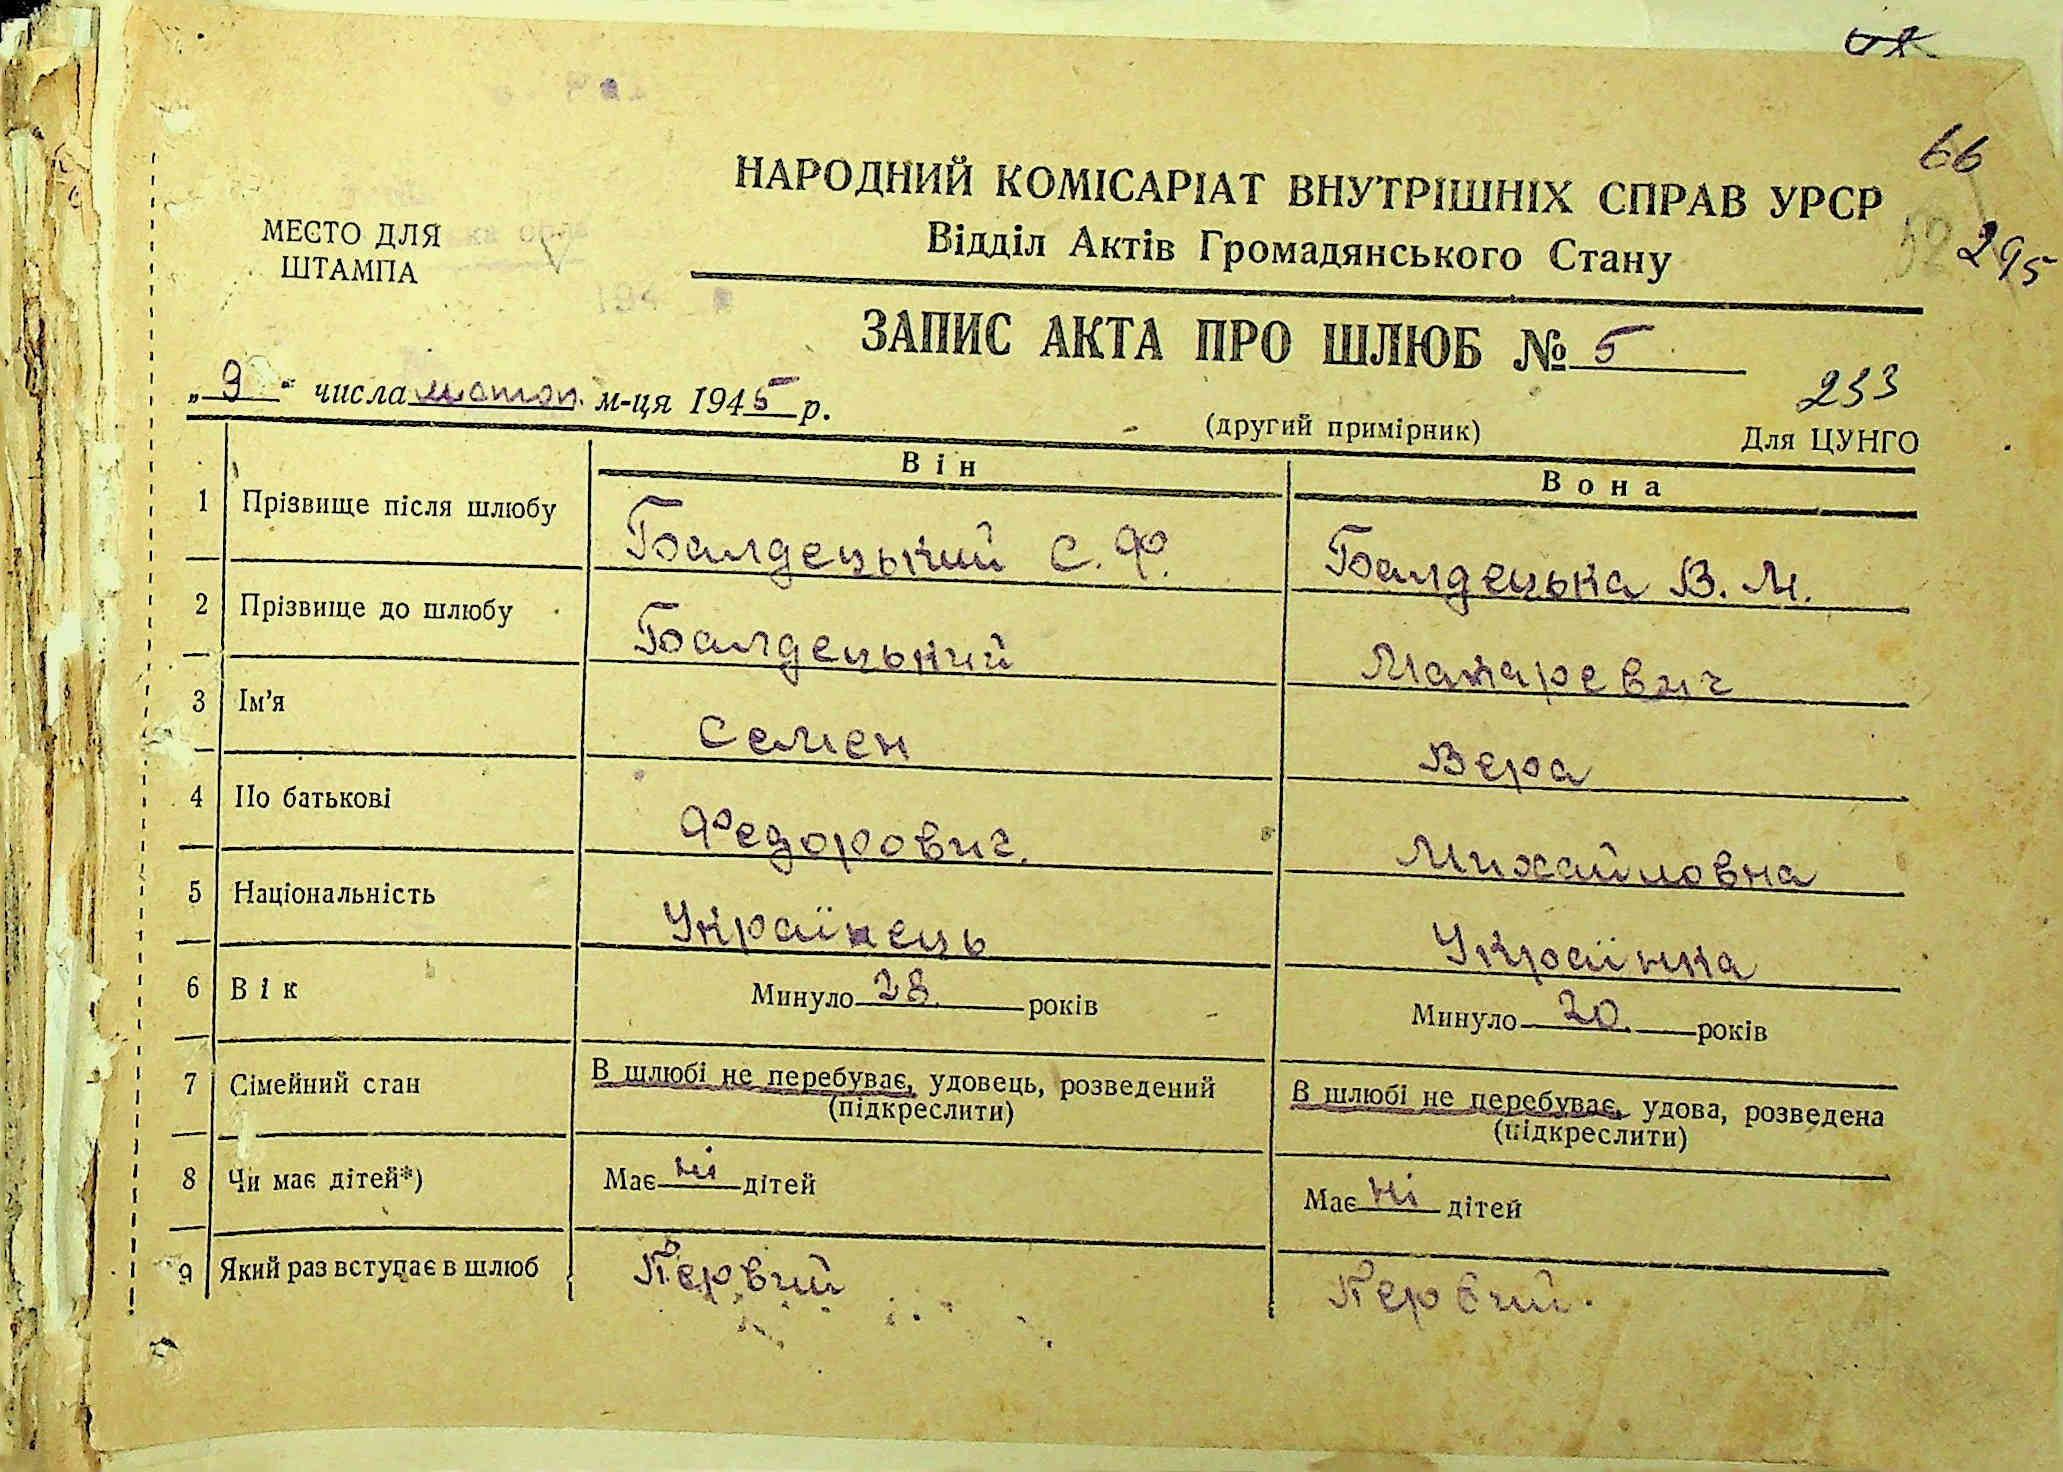 66
НАРОДНИЙ КОМІСАРІАТ ВНУТРІШНІХ СПРАВ УРСР
295
МЕСТО ДЛЯ
ШТАМПА
Відділ Актів Громадянського Стану
ЗАПИС АКТА ПРО ШЛЮБ № 5
233
„ 9 “ числа лютого м-ця 1945 р.
(другий примірник)
Для ЦУНГО
Він Вона
1 Прізвище після шлюбу Балдецький С. Ф. Балдецька В. М.
2 Прізвище до шлюбу Балдецький Макаревич
3 Ім'я Семен Вера
4 По батькові Федорович. Михайловна
5 Національність Українець Українка
6 Вік Минуло 28 років Минуло 20 років
7 Сімейний стан В шлюбі не перебуває, удовець, розведений В шлюбі не перебуває, удова, розведена
(підкреслити) (підкреслити)
8 Чи має дітей*) Має ні дітей Має ні дітей
9 Який раз вступає в шлюб Первий Первий.